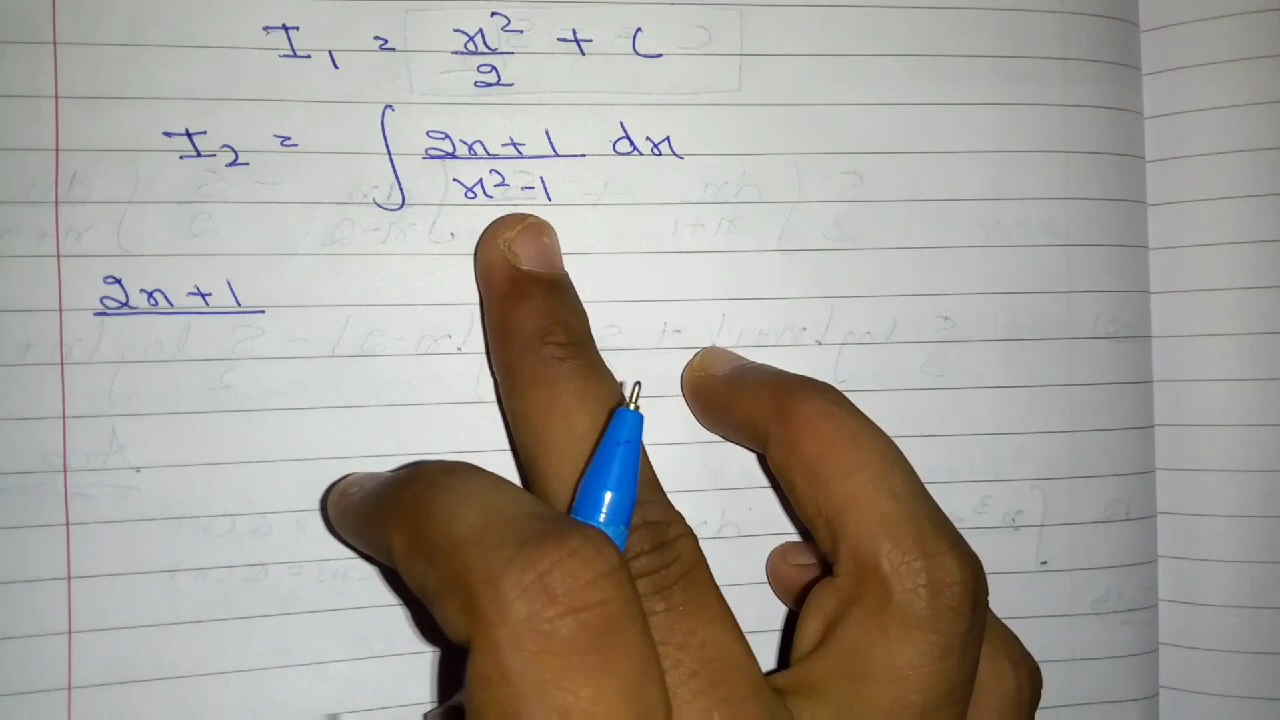 I₁ = x²/2 + C
I₂ = ∫ 2x+1/x²-1 dx
2x+1